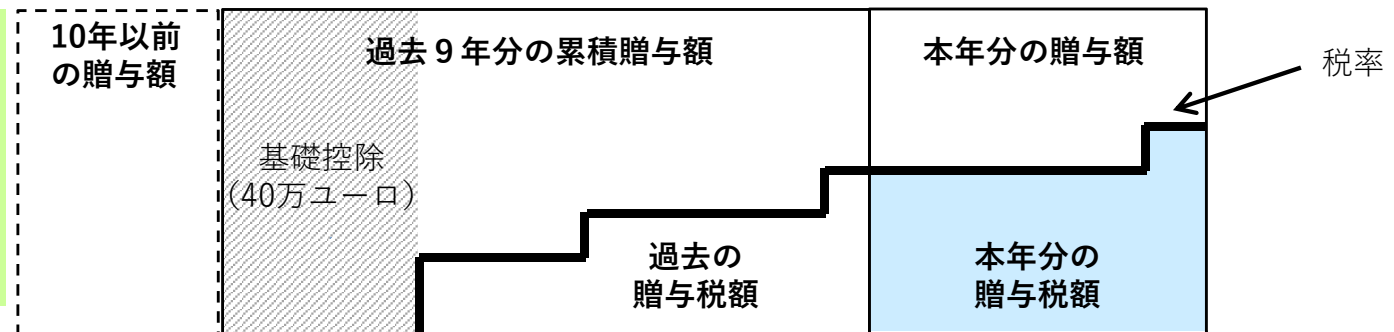 10年以前
の贈与額
過去９年分の累積贈与額
本年分の贈与額
税率
基礎控除
（40万ユーロ）
過去の
贈与税額
本年分の
贈与税額